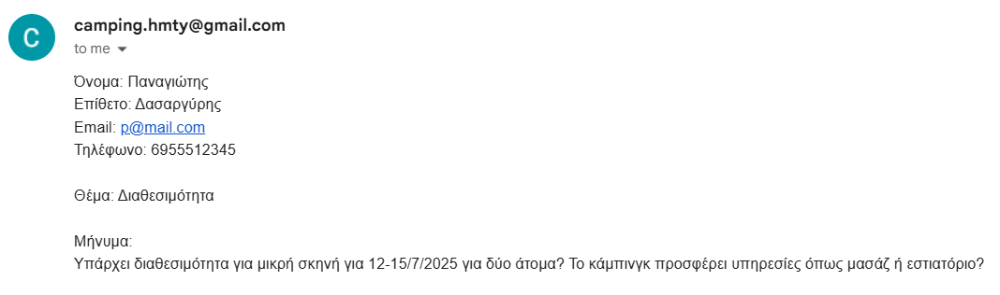 camping.hmty@gmail.com
C
to me
Όνομα: Παναγιώτης
Επίθετο: Δασαργύρης
Email: p@mail.com
Τηλέφωνο: 6955512345
Θέμα: Διαθεσιμότητα
Μήνυμα:
Υπάρχει διαθεσιμότητα για μικρή σκηνή για 12-15/7/2025 για δύο άτομα? Το κάμπινγκ προσφέρει υπηρεσίες όπως μασάζ ή εστιατόριο?